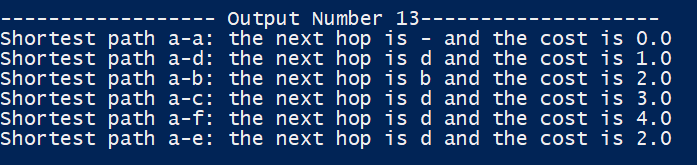 ------------------ Output Number 13--------------------
Shortest path a-a: the next hop is - and the cost is 0.0
Shortest path a-d: the next hop is d and the cost is 1.0
Shortest path a-b: the next hop is b and the cost is 2.0
Shortest path a-c: the next hop is d and the cost is 3.0
Shortest path a-f: the next hop is d and the cost is 4.0
Shortest path a-e: the next hop is d and the cost is 2.0